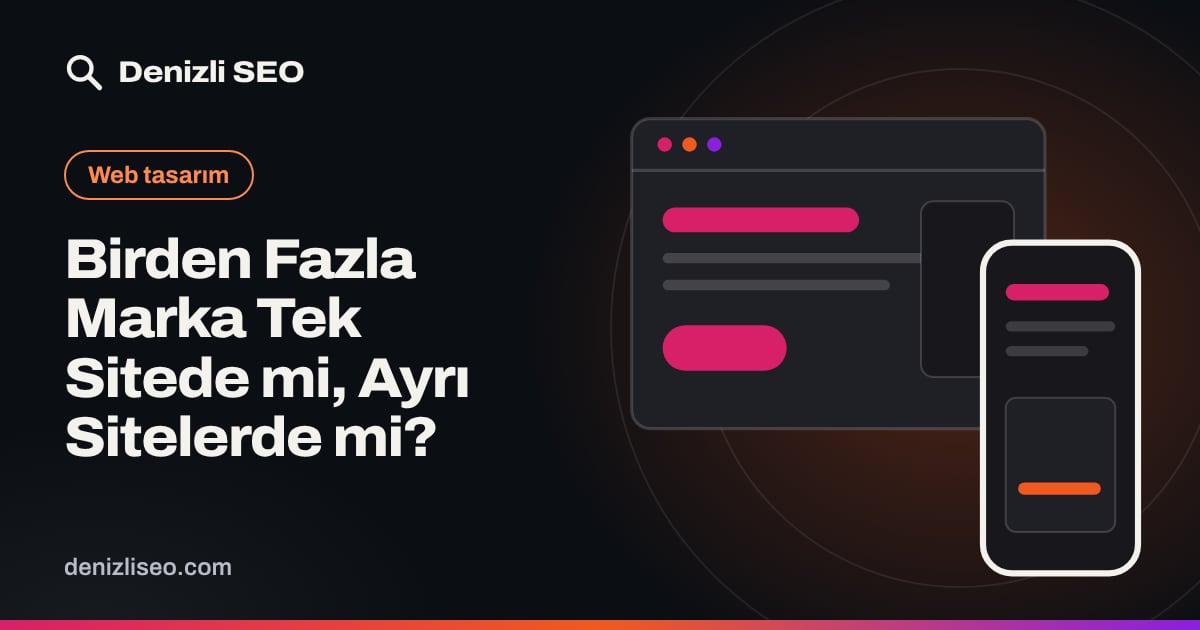 Denizli SEO
Web tasarım
Birden Fazla
Marka Tek
Sitede mi, Ayrı
Sitelerde mi?
denizliseo.com